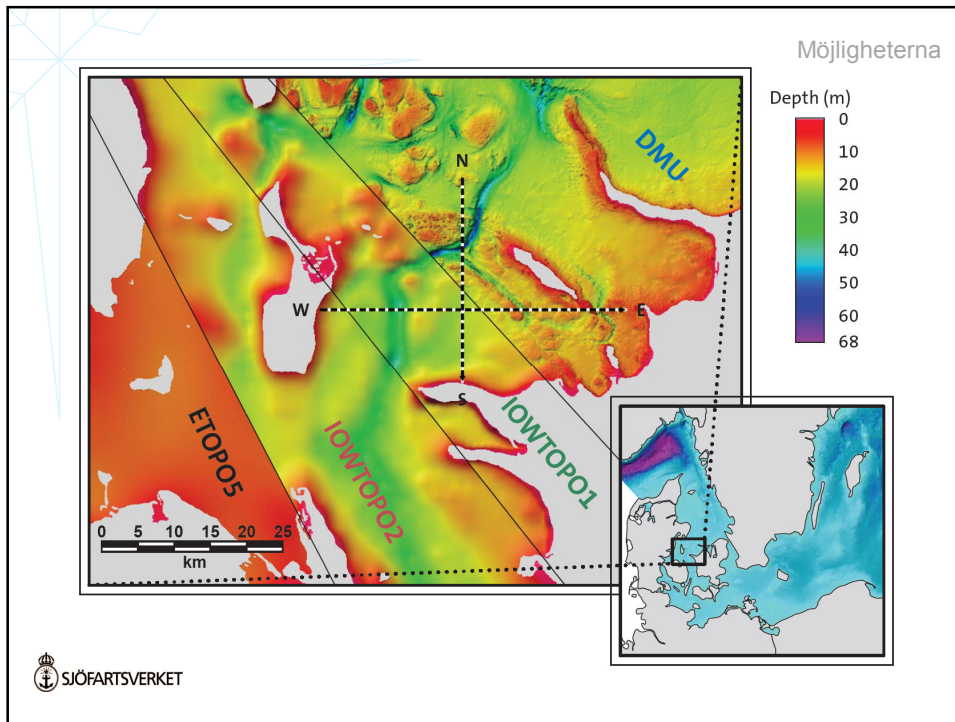 Möjligheterna
Depth (m)
0
10
20
30
40
50
60
68
DMU
N
W
E
S
ETOPO5
IOWTOPO2
IOWTOPO1
0 5 10 15 20 25
km
SJÖFARTSVERKET